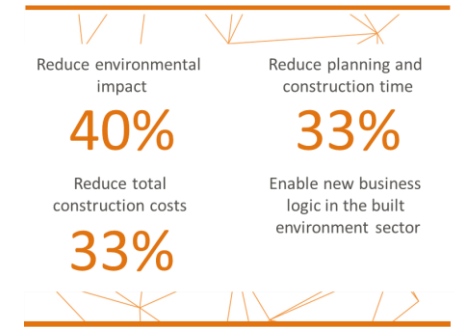 Reduce environmental
impact
40%
Reduce total
construction costs
33%
Reduce planning and
construction time
33%
Enable new business
logic in the built
environment sector